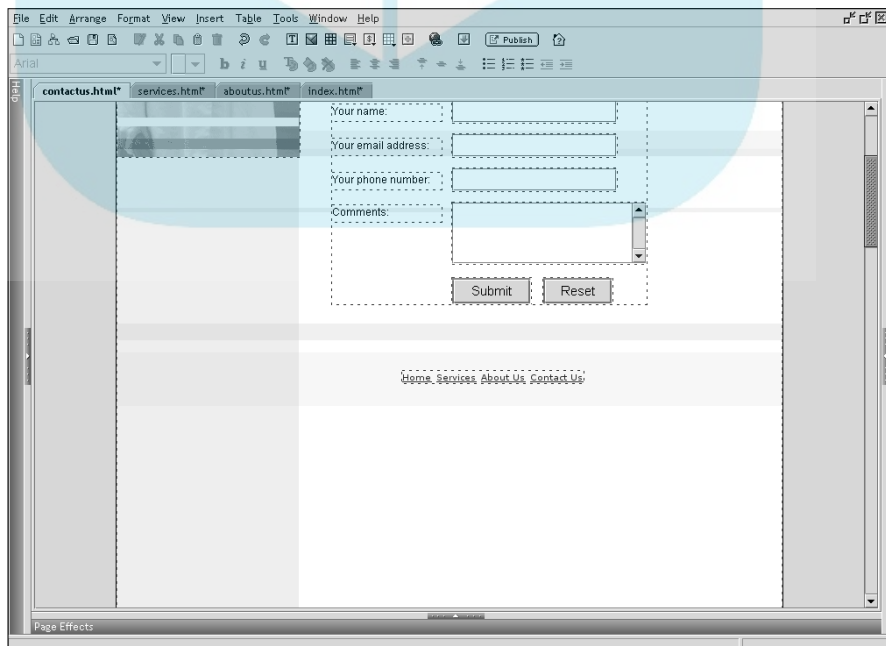 File Edit Arrange Format View Insert Table Tools Window Help
Publish
Arial
b i u
Help
contactus.html* services.html* aboutus.html* index.html*
Your name:
Your email address:
Your phone number:
Comments:
Submit Reset
Home Services About Us Contact Us
Page Effects